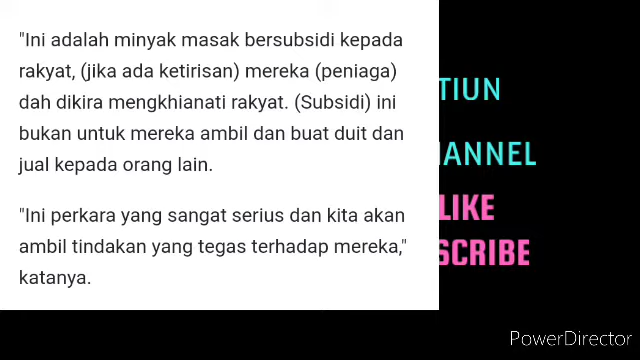 "Ini adalah minyak masak bersubsidi kepada
rakyat, (jika ada ketirisan) mereka (peniaga)
dah dikira mengkhianati rakyat. (Subsidi) ini
bukan untuk mereka ambil dan buat duit dan
jual kepada orang lain.
"Ini perkara yang sangat serius dan kita akan
ambil tindakan yang tegas terhadap mereka,"
katanya.
TIUN
ANNEL
LIKE
SCRIBE
PowerDirector